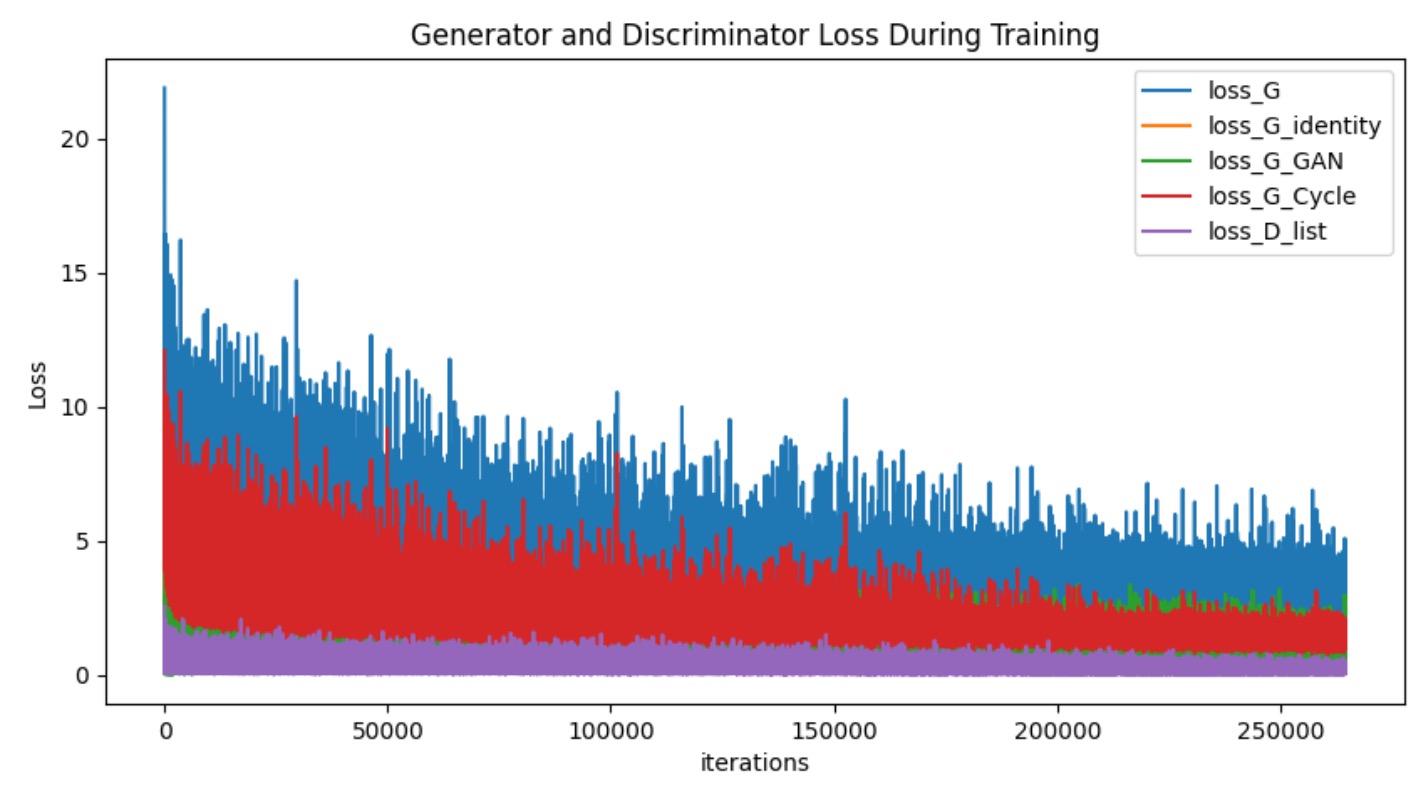 Generator and Discriminator Loss During Training
loss_G
loss_G_identity
loss_G_GAN
loss_G_Cycle
loss_D_list
Loss
20
15
10
5
0
0 50000 100000 150000 200000 250000
iterations